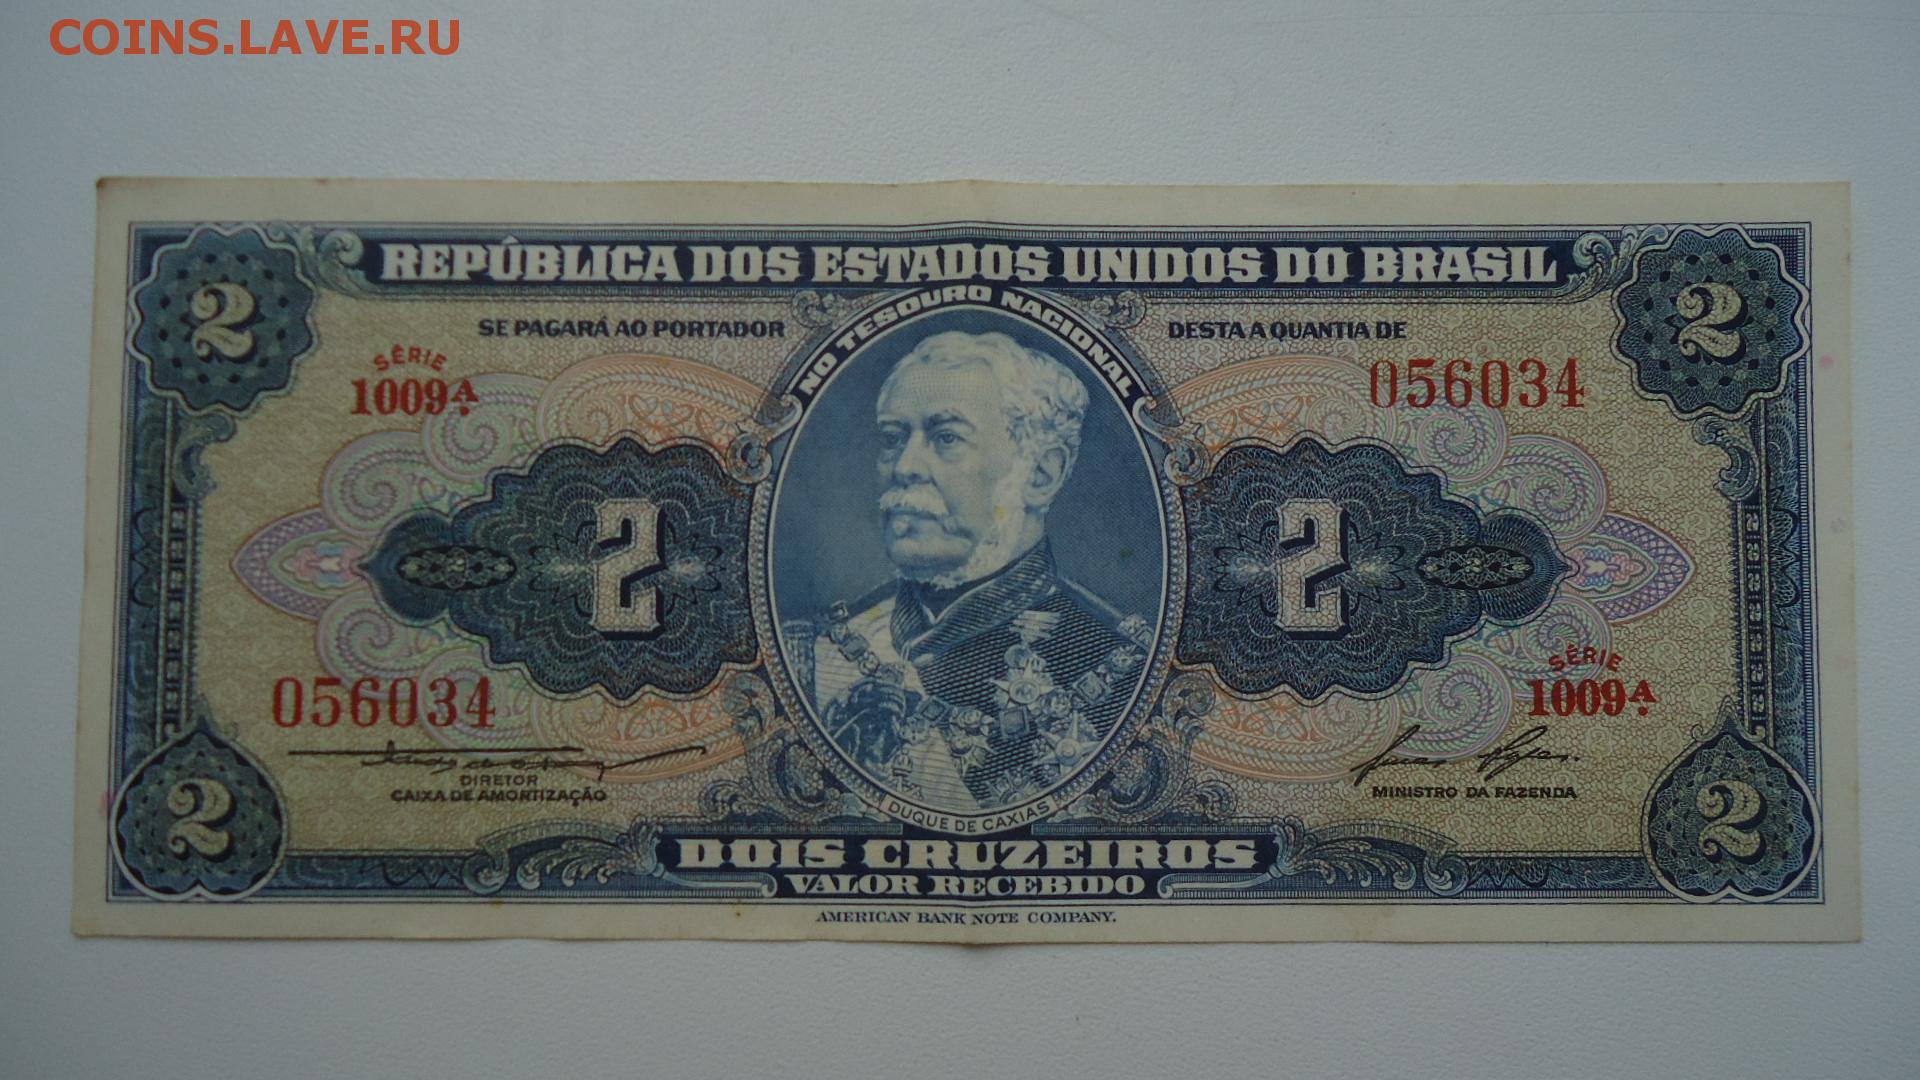 COINS.LAVE.RU
REPÚBLICA DOS ESTADOS UNIDOS DO BRASIL
2
2
NO TESOURO NACIONAL
SE PAGARÁ AO PORTADOR
DESTA A QUANTIA DE
SÉRIE
1009A.
056034
2
2
056034
SÉRIE
1009A.
DIRETOR
CAIXA DE AMORTIZAÇÃO
MINISTRO DA FAZENDA
DUQUE DE CAXIAS
2
2
DOIS CRUZEIROS
VALOR RECEBIDO
AMERICAN BANK NOTE COMPANY.